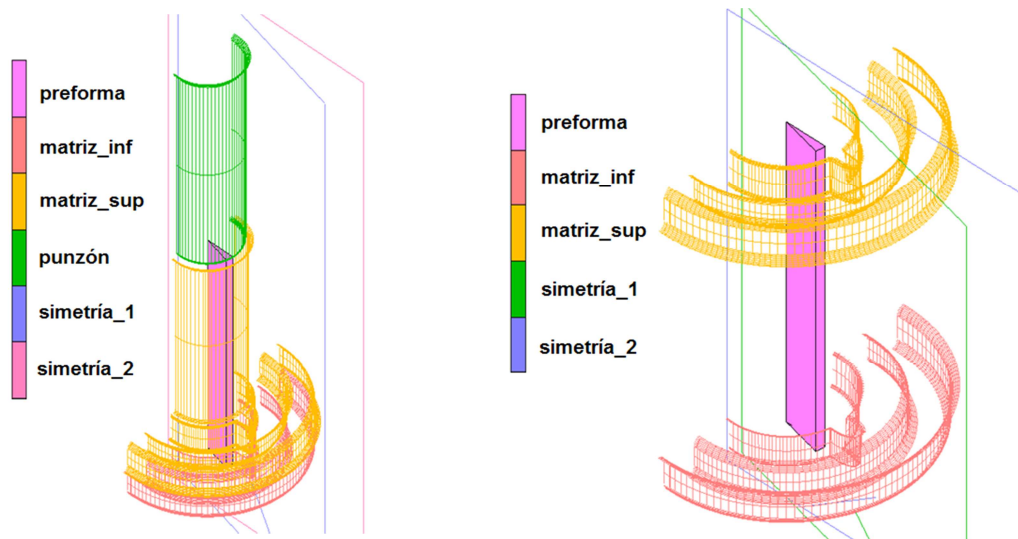 preforma
matriz_inf
matriz_sup
punzón
simetría_1
simetría_2
preforma
matriz_inf
matriz_sup
simetría_1
simetría_2